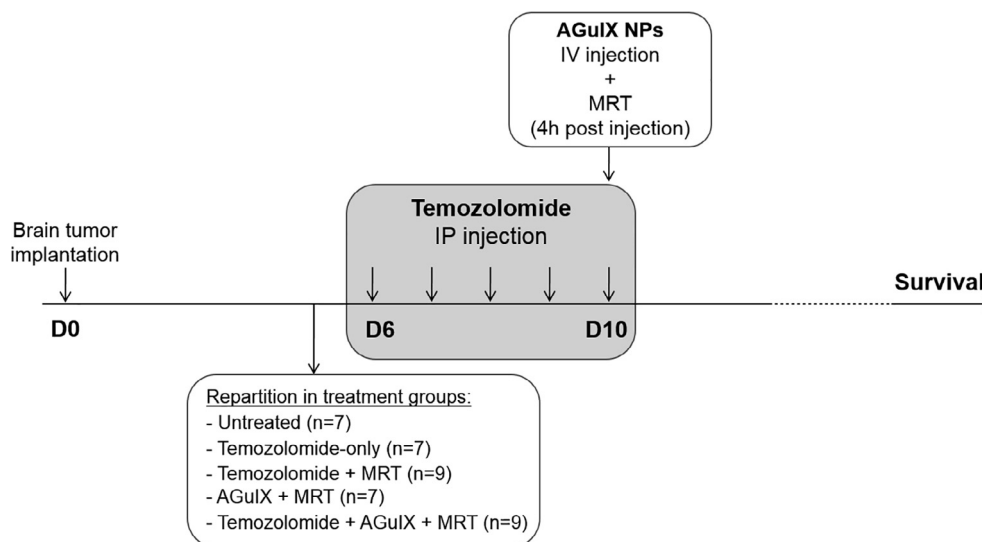 AGuIX NPs
IV injection
+
MRT
(4h post injection)
Temozolomide
IP injection
Brain tumor
implantation
Survival
D0
D6
D10
Repartition in treatment groups:
- Untreated (n=7)
- Temozolomide-only (n=7)
- Temozolomide + MRT (n=9)
- AGuIX + MRT (n=7)
- Temozolomide + AGuIX + MRT (n=9)